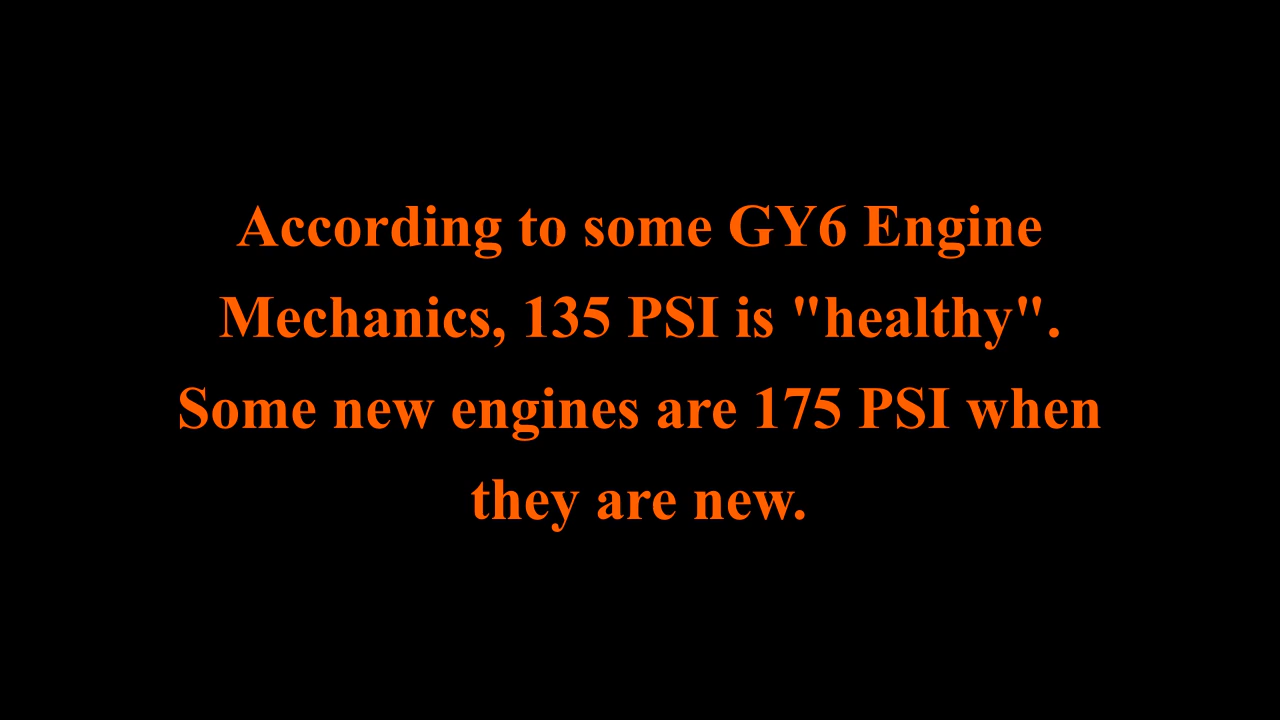 According to some GY6 Engine
Mechanics, 135 PSI is "healthy".
Some new engines are 175 PSI when
they are new.